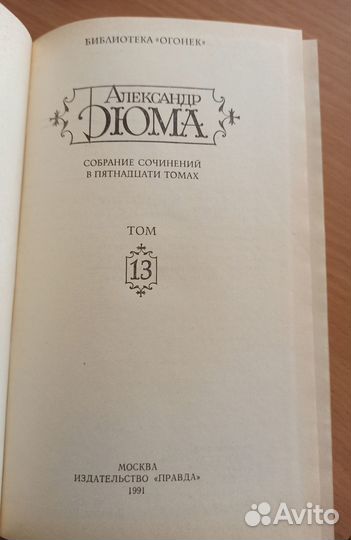 БИБЛИОТЕКА «ОГОНЕК»
АЛЕКСАНДР
ДЮМА
СОБРАНИЕ СОЧИНЕНИЙ
В ПЯТНАДЦАТИ ТОМАХ
ТОМ
13
МОСКВА
ИЗДАТЕЛЬСТВО «ПРАВДА»
1991
Avito